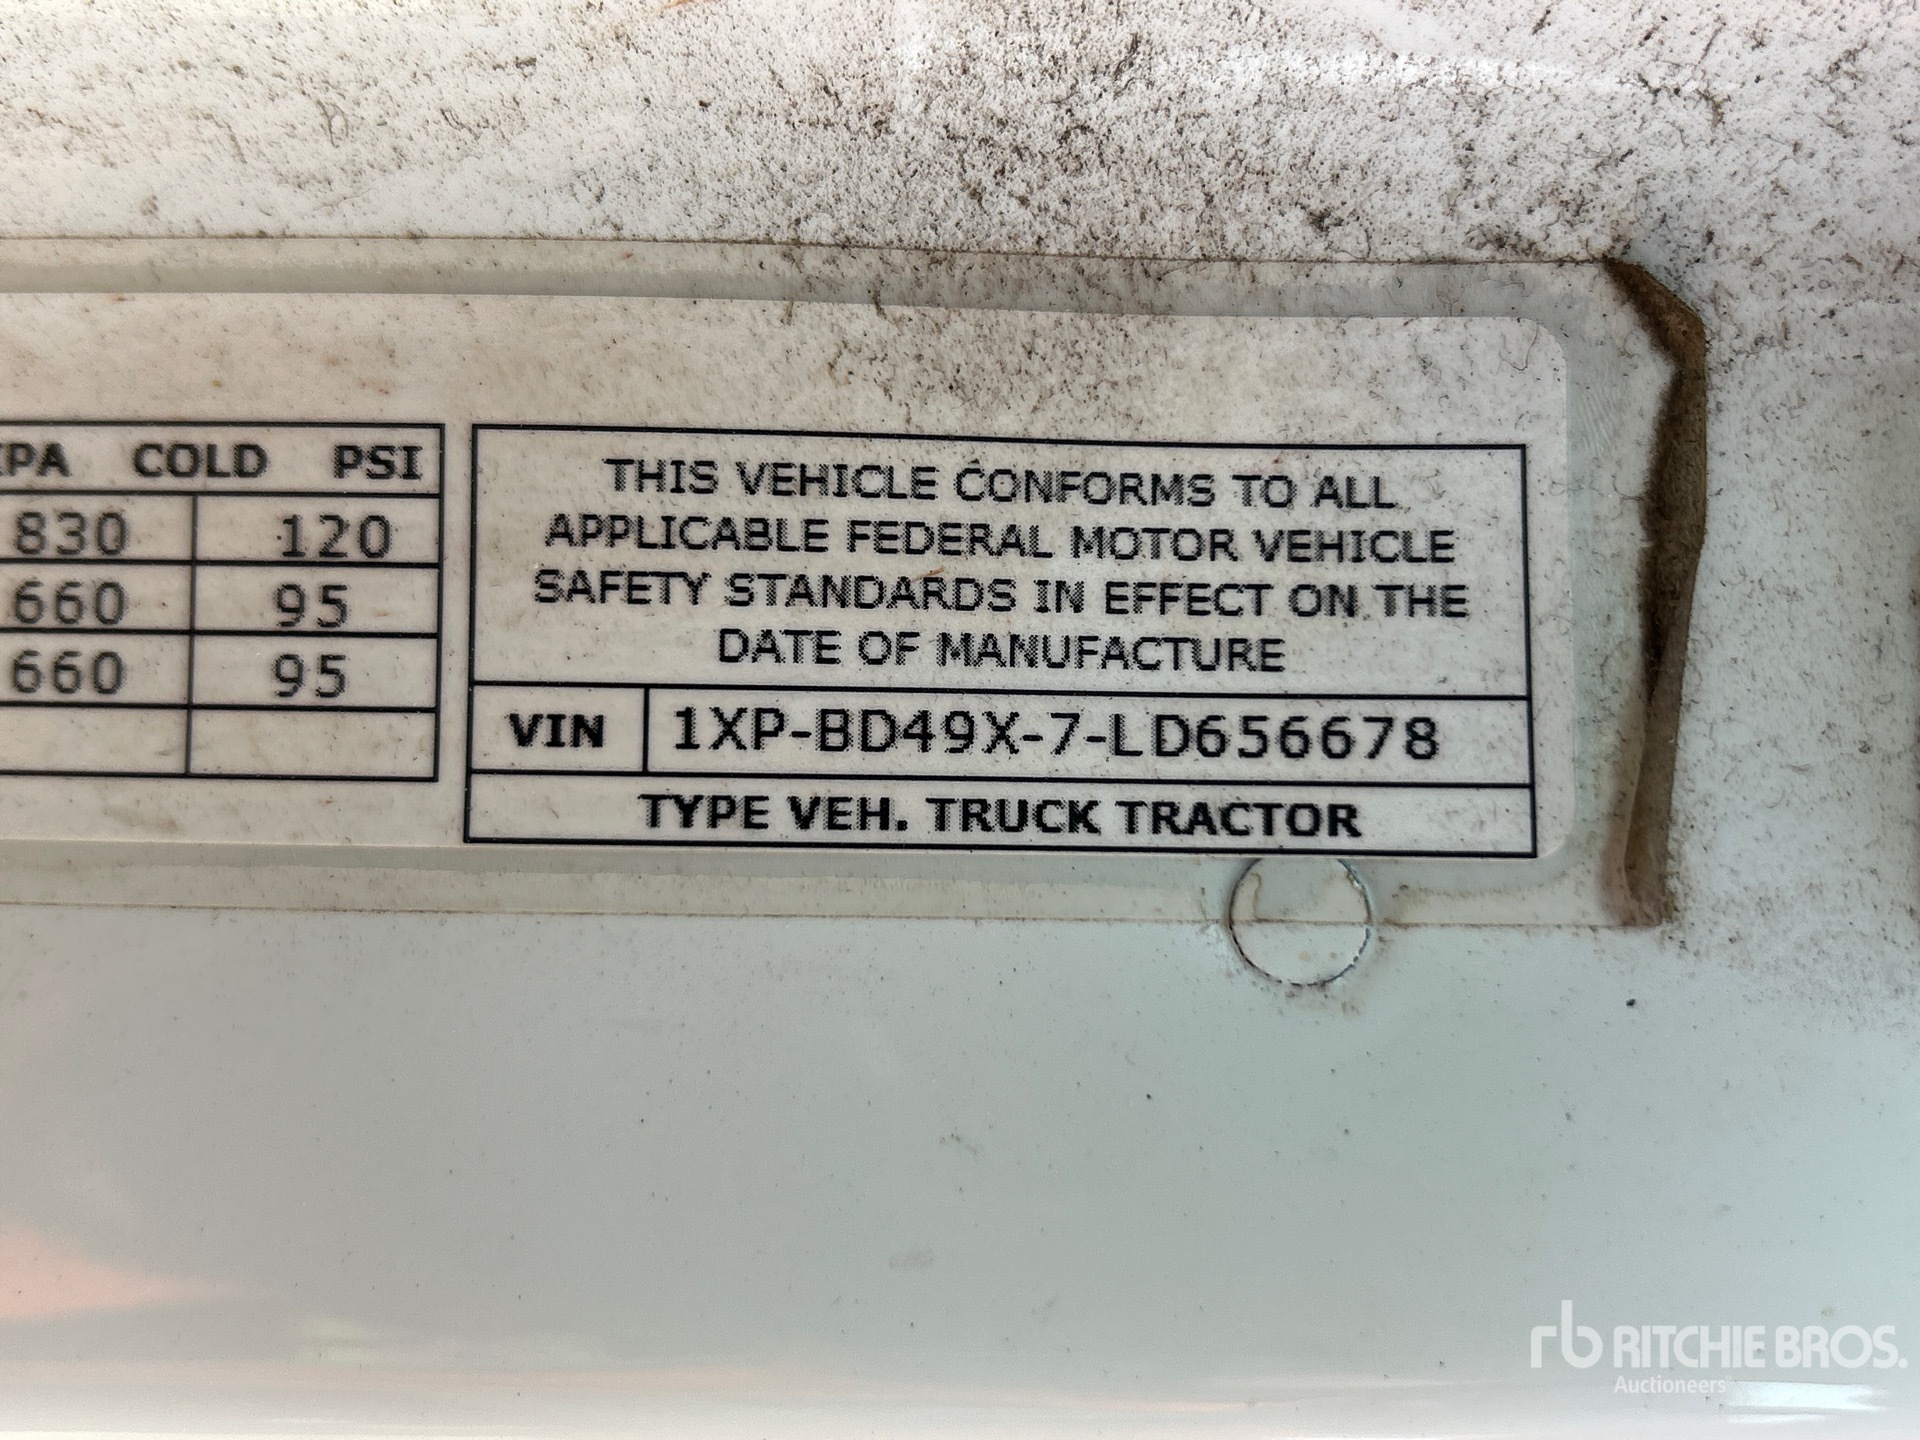 COLD PSI
830 120
660 95
660 95
THIS VEHICLE CONFORMS TO ALL
APPLICABLE FEDERAL MOTOR VEHICLE
SAFETY STANDARDS IN EFFECT ON THE
DATE OF MANUFACTURE
VIN 1XP-BD49X-7-LD656678
TYPE VEH. TRUCK TRACTOR
rb RITCHIE BROS.
Auctioneers